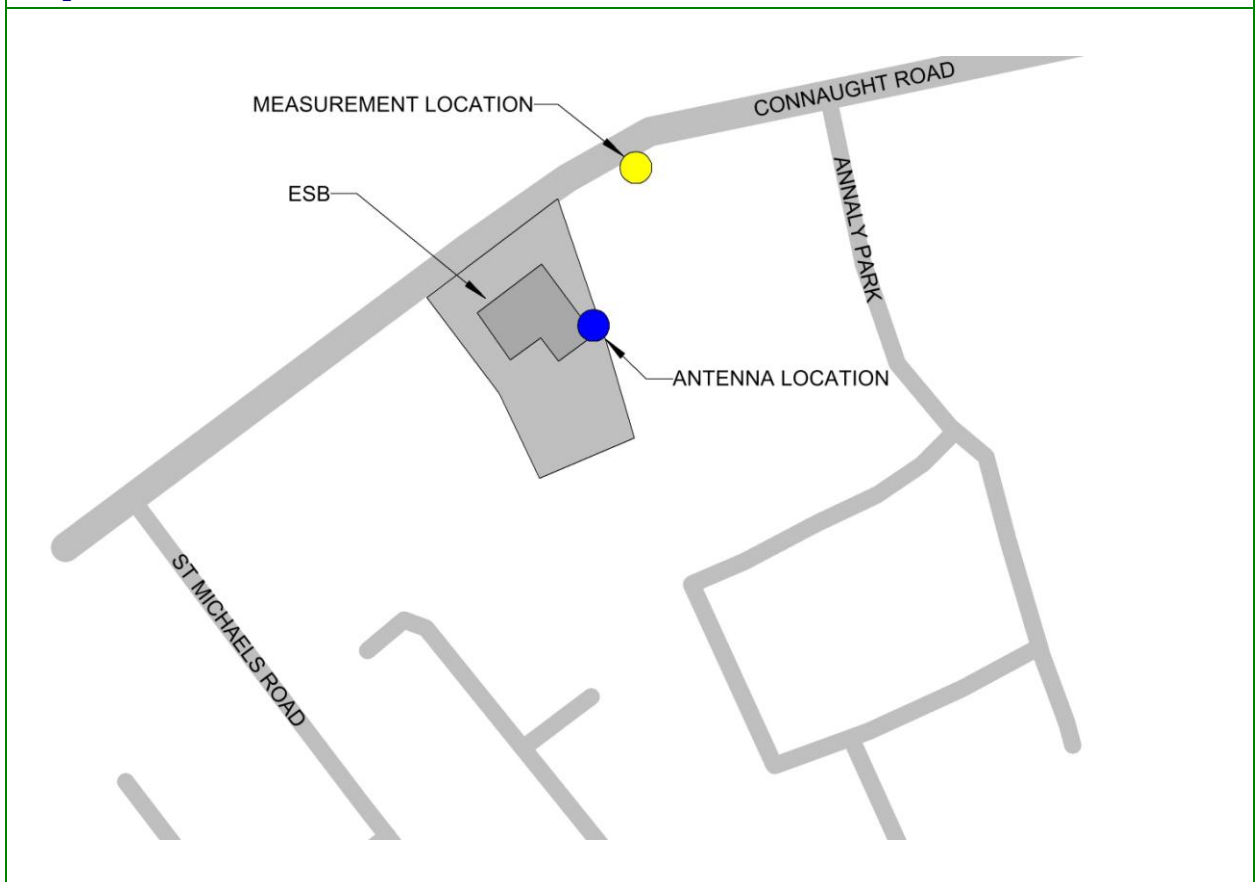 CONNAUGHT ROAD
MEASUREMENT LOCATION
ESB
ANNALY PARK
ANTENNA LOCATION
ST MICHAELS ROAD